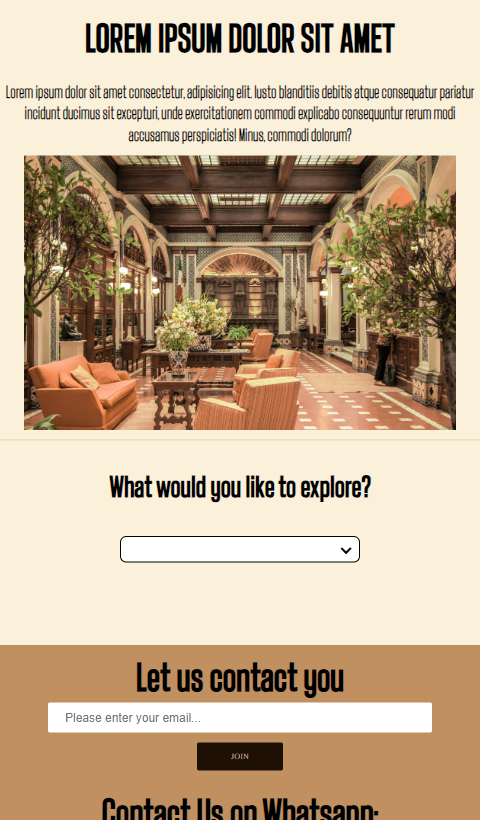 LOREM IPSUM DOLOR SIT AMET
Lorem ipsum dolor sit amet consectetur, adipisicing elit. Iusto blanditiis debitis atque consequatur pariatur
incidunt ducimus sit excepturi, unde exercitationem commodi explicabo consequuntur rerum modi
accusamus perspiciatis! Minus, commodi dolorum?
What would you like to explore?
Let us contact you
Please enter your email...
JOIN
Contact Us on Whatsapp: